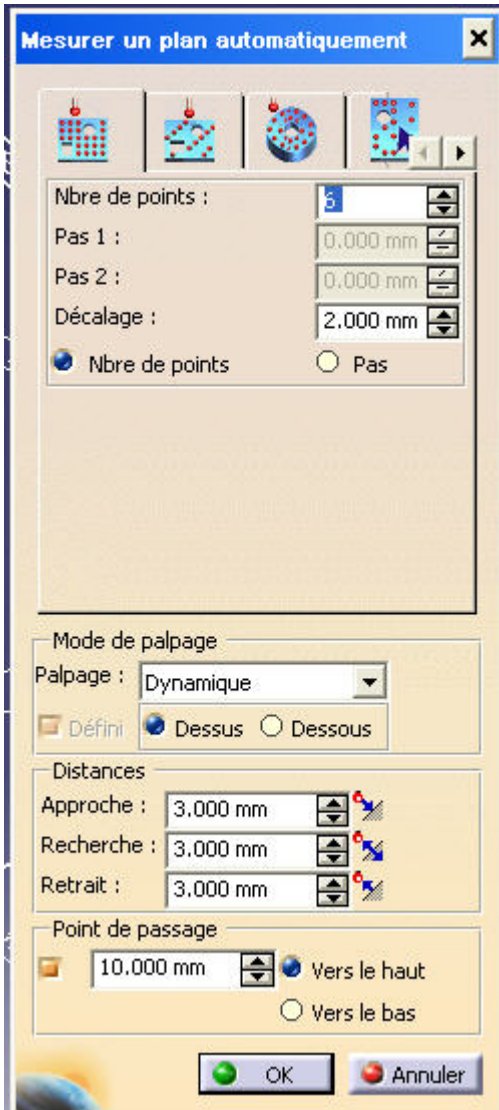 Mesurer un plan automatiquement
Nbre de points : 6
Pas 1 : 0.000 mm
Pas 2 : 0.000 mm
Décalage : 2.000 mm
Nbre de points Pas
Mode de palpage
Palpage : Dynamique
Défini Dessus Dessous
Distances
Approche : 3.000 mm
Recherche : 3.000 mm
Retrait : 3.000 mm
Point de passage
10.000 mm Vers le haut
Vers le bas
OK Annuler